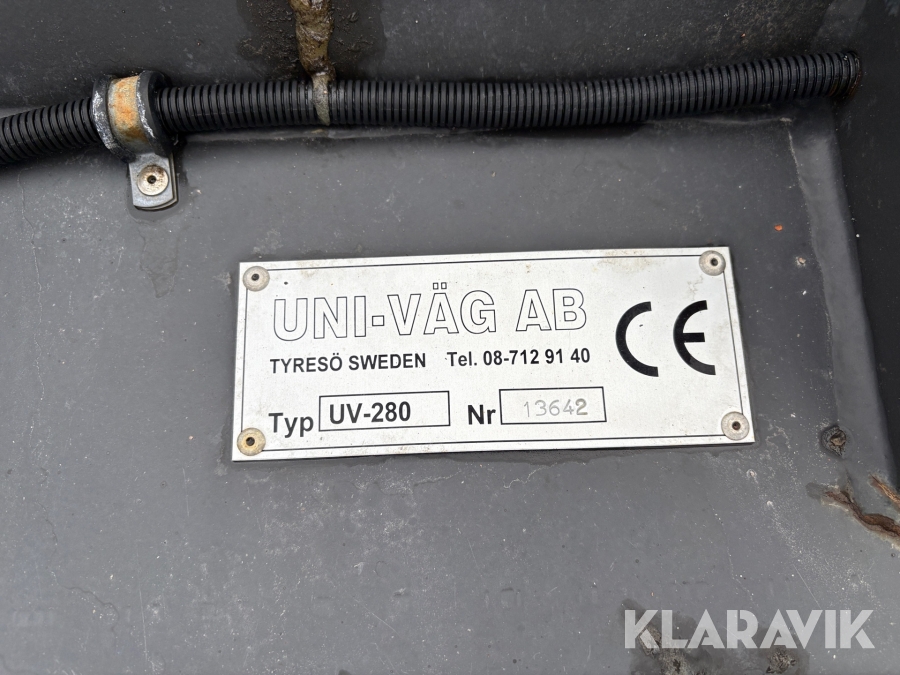 UNI-VÄG AB
TYRESÖ SWEDEN Tel. 08-712 91 40
Typ UV-280 Nr 13642
CE
KLARAVIK